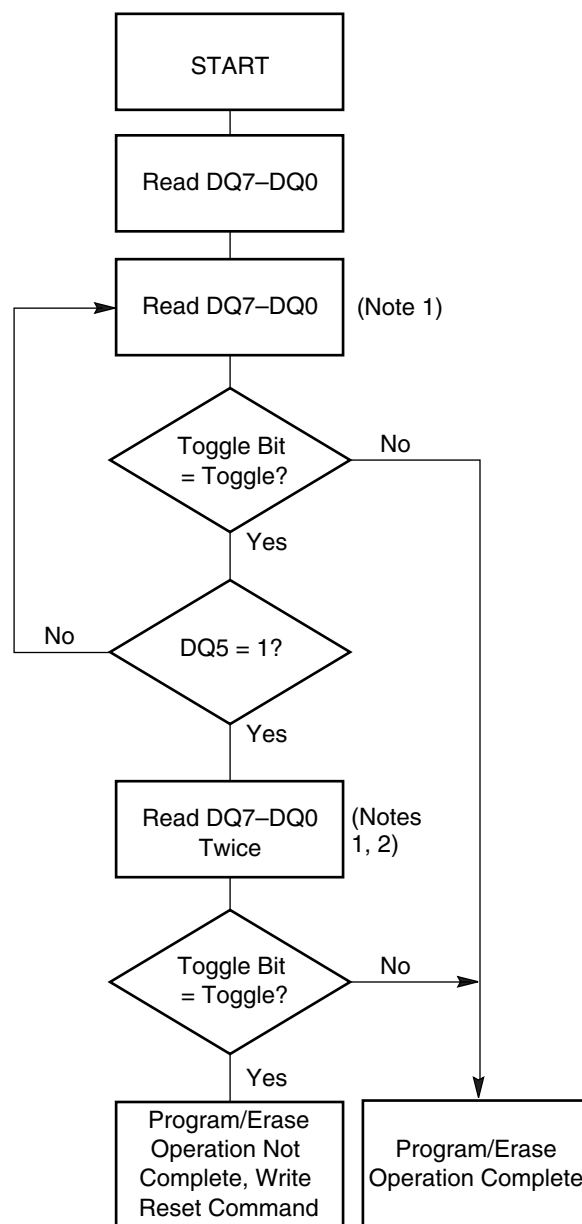 START
Read DQ7–DQ0
Read DQ7–DQ0
(Note 1)
Toggle Bit
= Toggle?
No
Yes
No
DQ5 = 1?
Yes
Read DQ7–DQ0
Twice
(Notes
1, 2)
Toggle Bit
= Toggle?
No
Yes
Program/Erase
Operation Not
Complete, Write
Reset Command
Program/Erase
Operation Complete